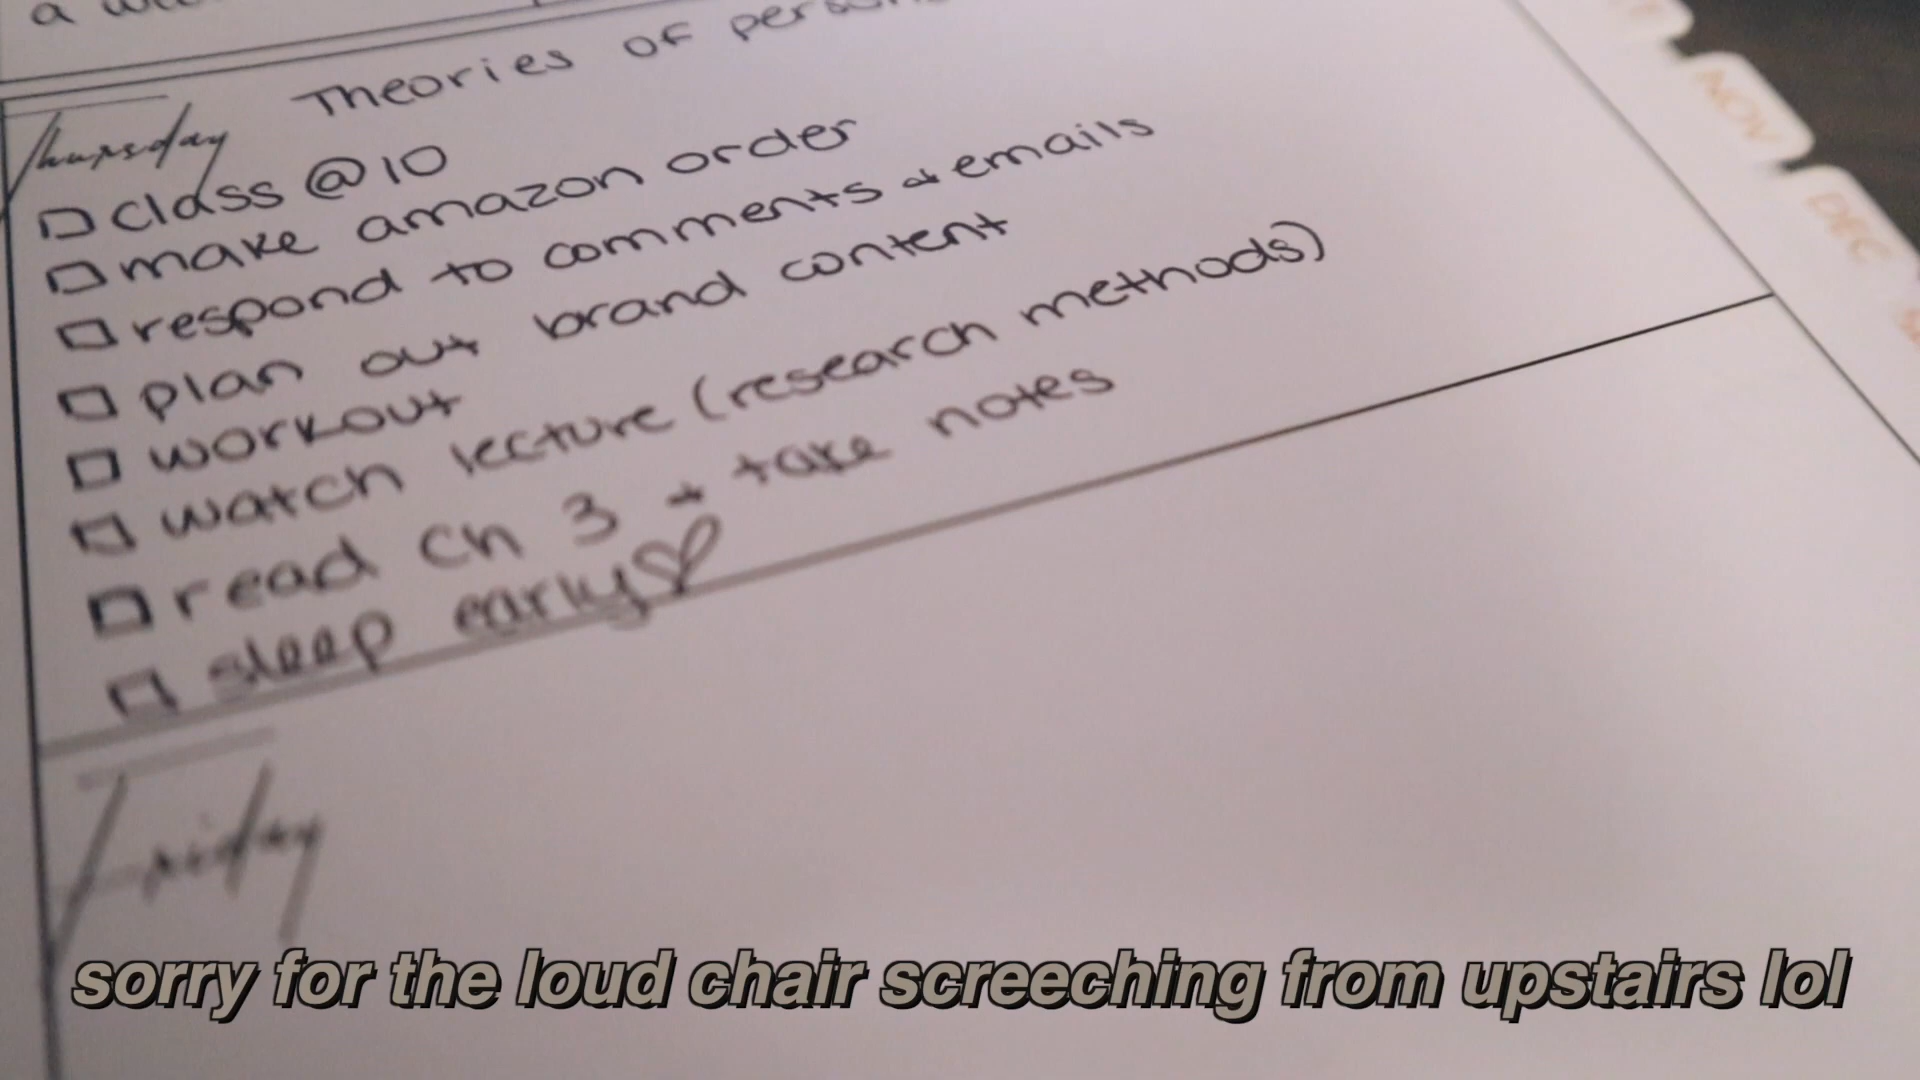 a
Theories of
Thursday
class @ 10
make amazon order
respond to comments + emails
plan out brand content
workout
watch lecture (research methods)
read ch 3 + take notes
sleep early♡
Friday
NOV
DEC
sorry for the loud chair screeching from upstairs lol